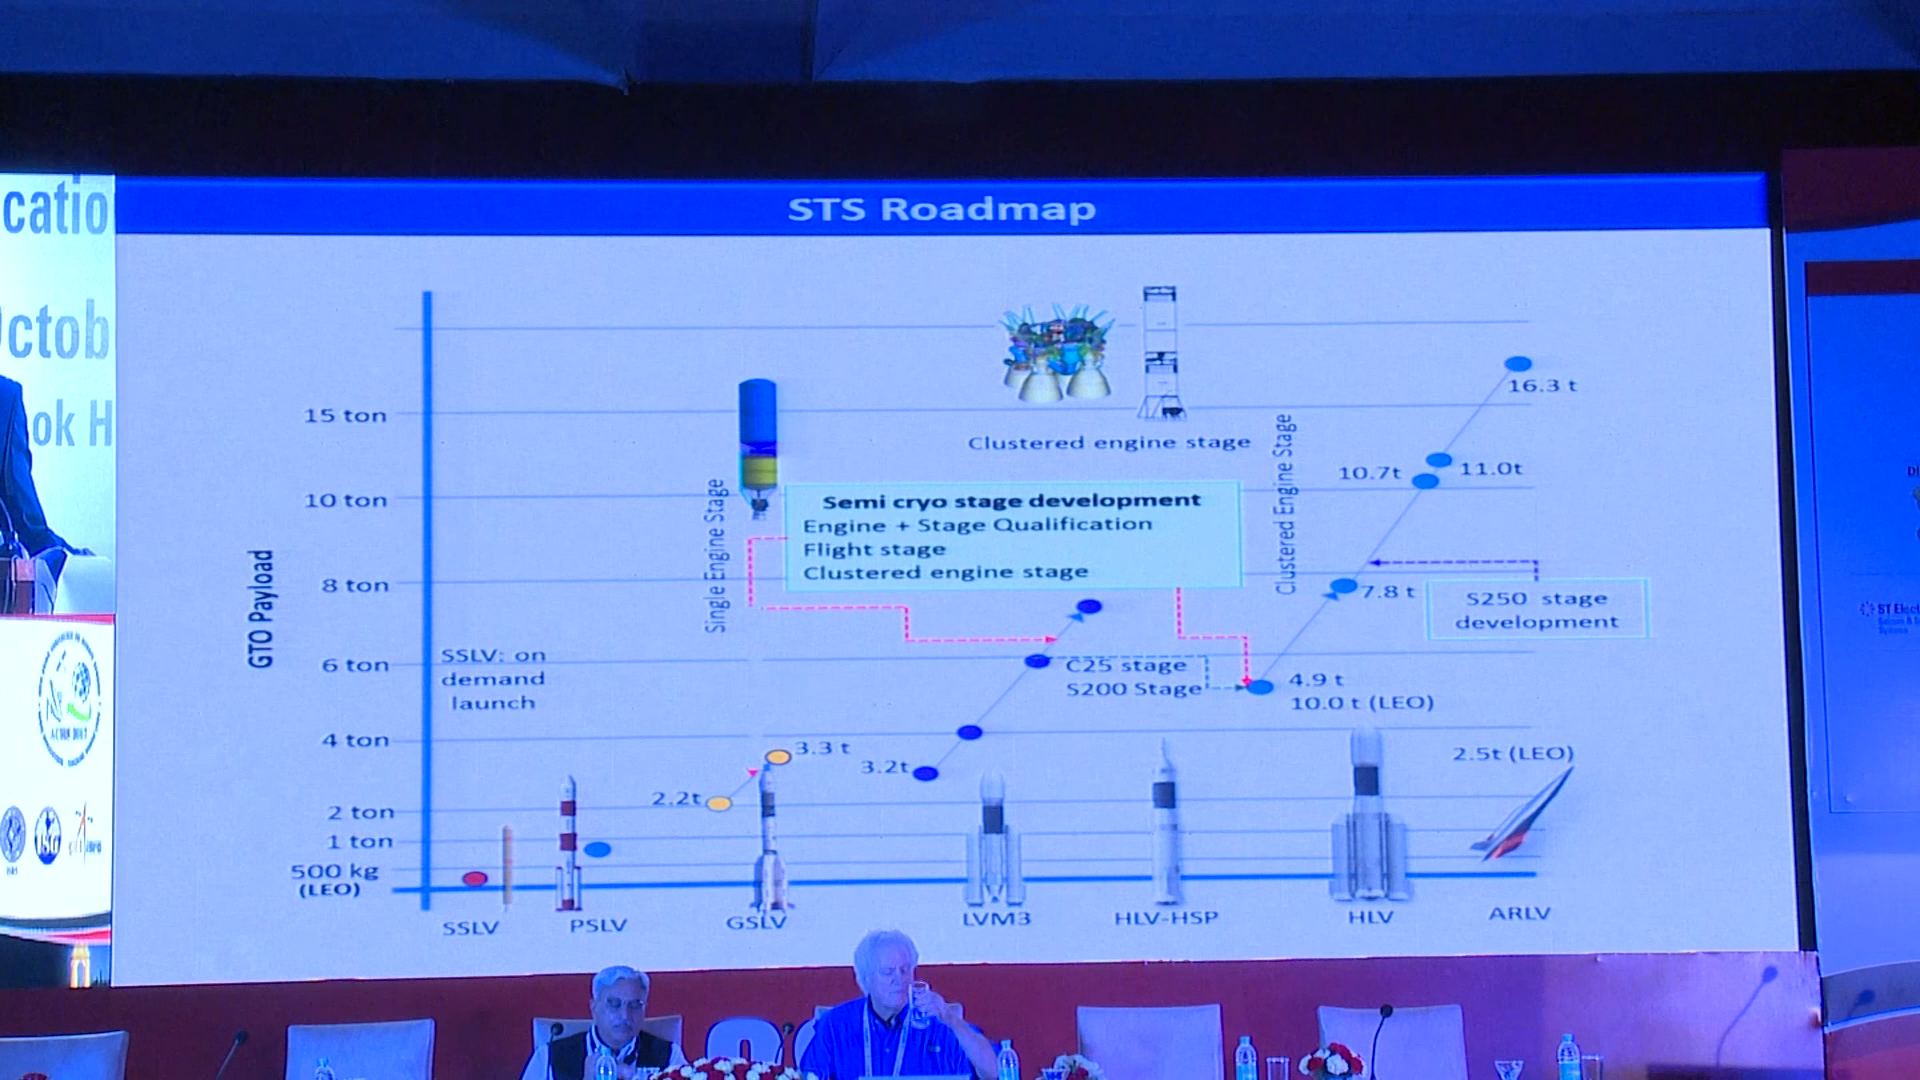 catio
Octob
ok H
STS Roadmap
GTO Payload
15 ton
10 ton
8 ton
6 ton
4 ton
2 ton
1 ton
500 kg
(LEO)
SSLV: on
demand
launch
Single Engine Stage
Clustered engine stage
Semi cryo stage development
Engine + Stage Qualification
Flight stage
Clustered engine stage
Clustered Engine Stage
16.3 t
10.7t
11.0t
7.8 t
S250 stage
development
C25 stage
S200 Stage
4.9 t
10.0 t (LEO)
2.5t (LEO)
3.3 t
2.2t
3.2t
SSLV
PSLV
GSLV
LVM3
HLV-HSP
HLV
ARLV
ST Elect